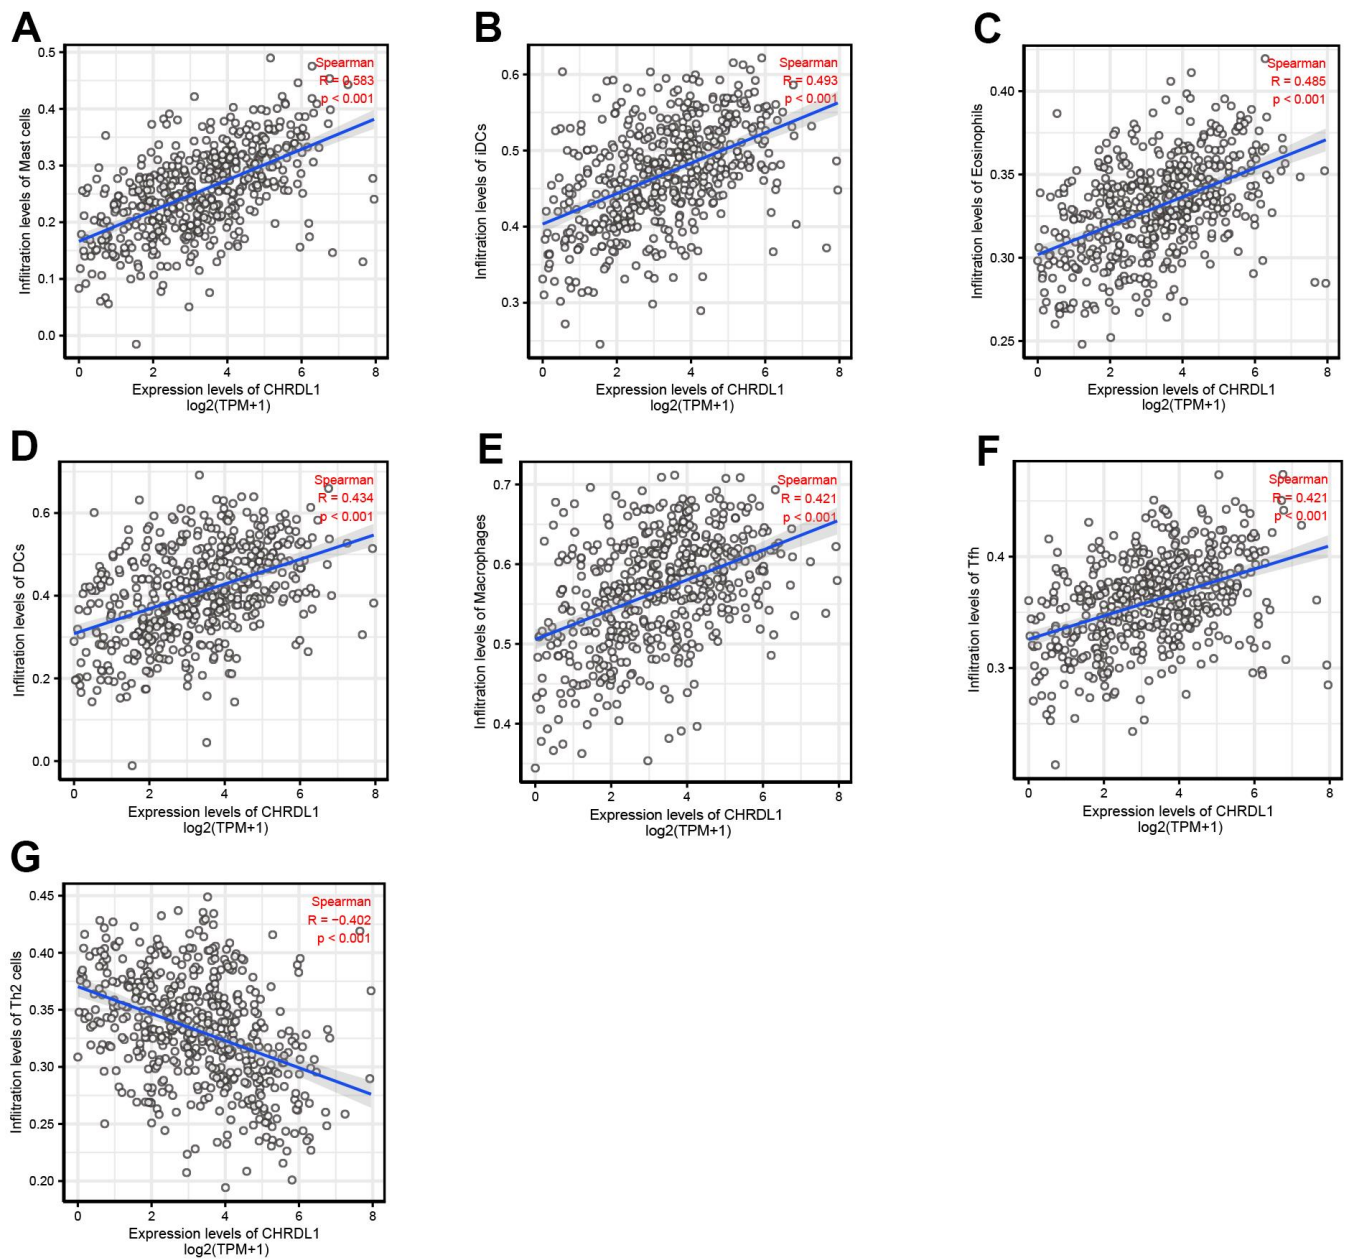 A
Spearman
R = 0.583
p < 0.001
Infiltration levels of Mast cells
0.5
0.4
0.3
0.2
0.1
0.0
0 2 4 6 8
Expression levels of CHRDL1
log2(TPM+1)
B
Spearman
R = 0.493
p < 0.001
Infiltration levels of iDCs
0.6
0.5
0.4
0.3
0 2 4 6 8
Expression levels of CHRDL1
log2(TPM+1)
C
Spearman
R = 0.485
p < 0.001
Infiltration levels of Eosinophils
0.40
0.35
0.30
0.25
0 2 4 6 8
Expression levels of CHRDL1
log2(TPM+1)
D
Spearman
R = 0.434
p < 0.001
Infiltration levels of DCs
0.6
0.4
0.2
0.0
0 2 4 6 8
Expression levels of CHRDL1
log2(TPM+1)
E
Spearman
R = 0.421
p < 0.001
Infiltration levels of Macrophages
0.7
0.6
0.5
0.4
0 2 4 6 8
Expression levels of CHRDL1
log2(TPM+1)
F
Spearman
R = 0.421
p < 0.001
Infiltration levels of Tfh
0.4
0.3
0 2 4 6 8
Expression levels of CHRDL1
log2(TPM+1)
G
Spearman
R = −0.402
p < 0.001
Infiltration levels of Th2 cells
0.45
0.40
0.35
0.30
0.25
0.20
0 2 4 6 8
Expression levels of CHRDL1
log2(TPM+1)